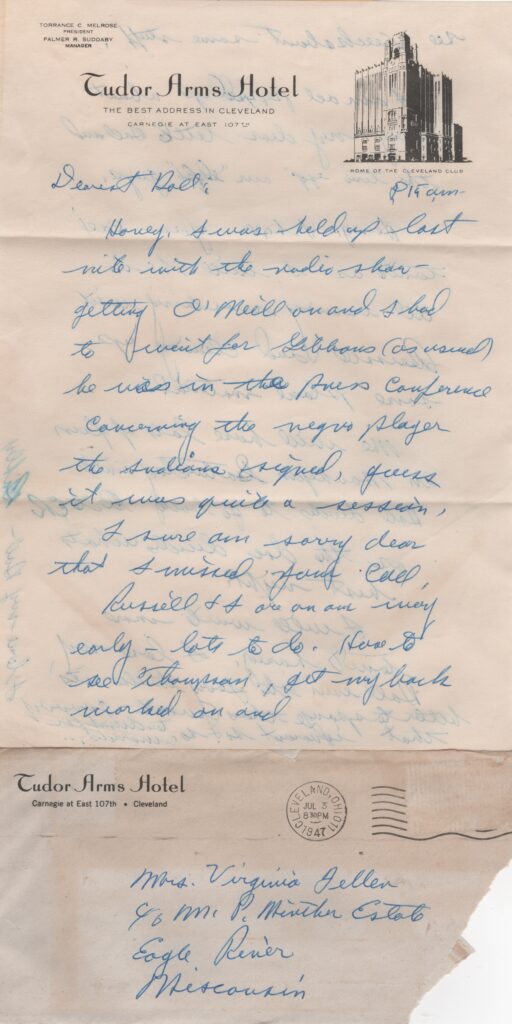 TORRANCE C. MELROSE
PRESIDENT
PALMER R. SUDDABY
MANAGER
Tudor Arms Hotel
THE BEST ADDRESS IN CLEVELAND
CARNEGIE AT EAST 107TH
HOME OF THE CLEVELAND CLUB
Dearest Doll; 815 am
Honey, I was held up last
nite with the radio show-
getting O'Neill on and I had
to wait for Gibbons (as usual)
he was in the press Conference
Concerning the negro player
the Indians signed, guess
it was quite a session,
I sure am sorry dear
that I missed your Call,
Russell & I are on our way
early - lots to do. Have to
see Thompson, get my back
worked on and
Tudor Arms Hotel
Carnegie at East 107th • Cleveland
CLEVELAND, OHIO 11
JUL 3
8 30 PM
1947
Mrs. Virginia Feller
c/o Mr. P. Winther Estate
Eagle River
Wisconsin